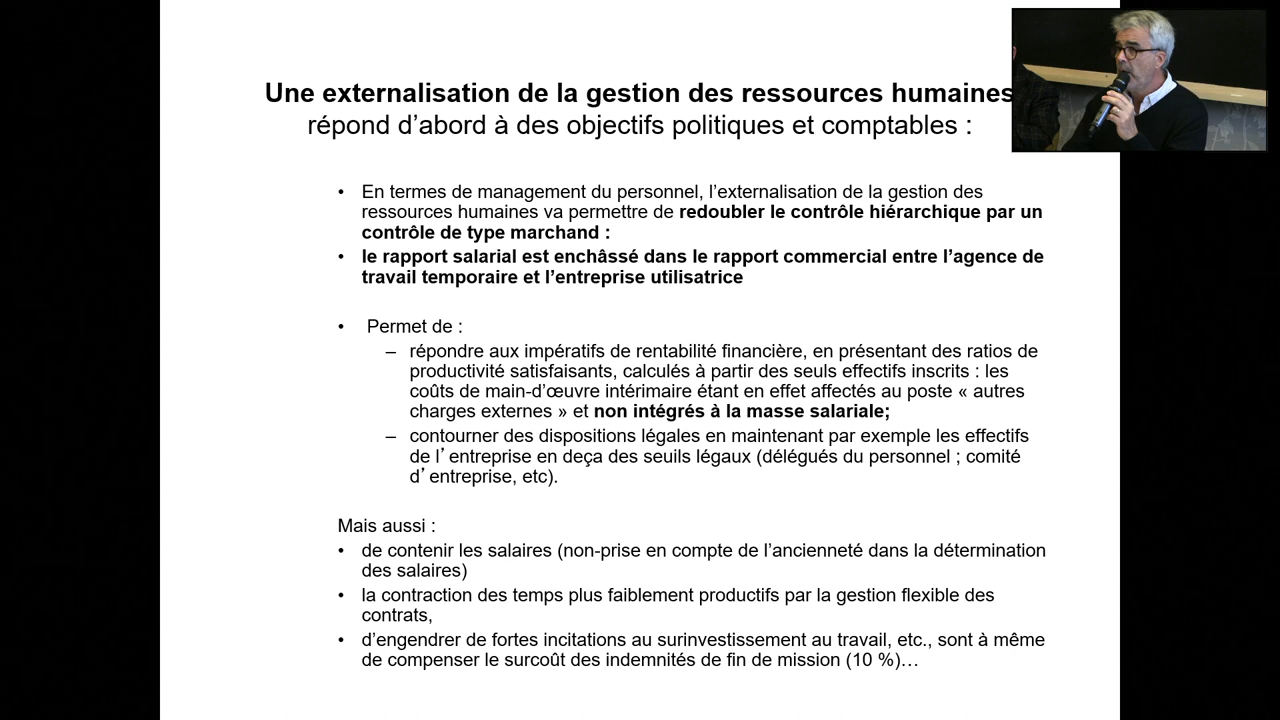 Une externalisation de la gestion des ressources humaines
répond d’abord à des objectifs politiques et comptables :
• En termes de management du personnel, l’externalisation de la gestion des
ressources humaines va permettre de redoubler le contrôle hiérarchique par un
contrôle de type marchand :
• le rapport salarial est enchâssé dans le rapport commercial entre l’agence de
travail temporaire et l’entreprise utilisatrice
• Permet de :
– répondre aux impératifs de rentabilité financière, en présentant des ratios de
productivité satisfaisants, calculés à partir des seuls effectifs inscrits : les
coûts de main-d’œuvre intérimaire étant en effet affectés au poste « autres
charges externes » et non intégrés à la masse salariale;
– contourner des dispositions légales en maintenant par exemple les effectifs
de l’entreprise en deça des seuils légaux (délégués du personnel ; comité
d’entreprise, etc).
Mais aussi :
• de contenir les salaires (non-prise en compte de l’ancienneté dans la détermination
des salaires)
• la contraction des temps plus faiblement productifs par la gestion flexible des
contrats,
• d’engendrer de fortes incitations au surinvestissement au travail, etc., sont à même
de compenser le surcoût des indemnités de fin de mission (10 %)…